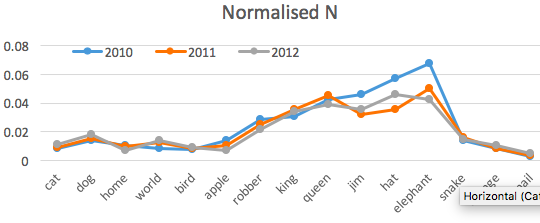 Normalised N
0.08
2010 2011 2012
0.06
0.04
0.02
0
cat dog home world bird apple robber king queen jim hat elephant snake
Horizontal (Cat